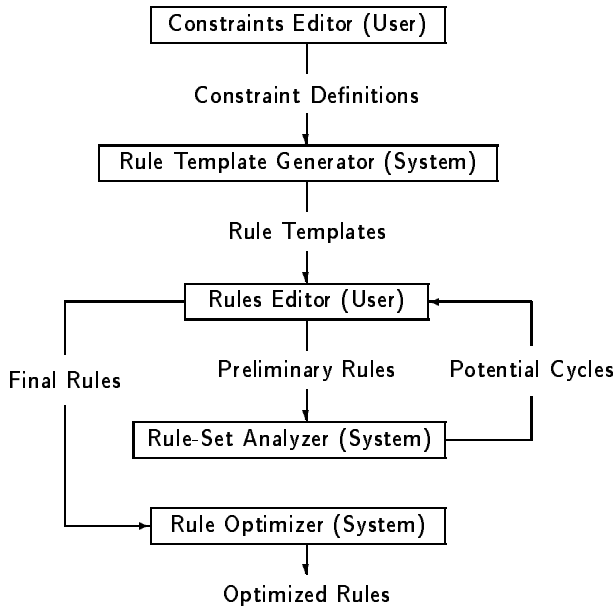 Constraints Editor (User)
Constraint Definitions
Rule Template Generator (System)
Rule Templates
Rules Editor (User)
Final Rules
Preliminary Rules
Potential Cycles
Rule-Set Analyzer (System)
Rule Optimizer (System)
Optimized Rules